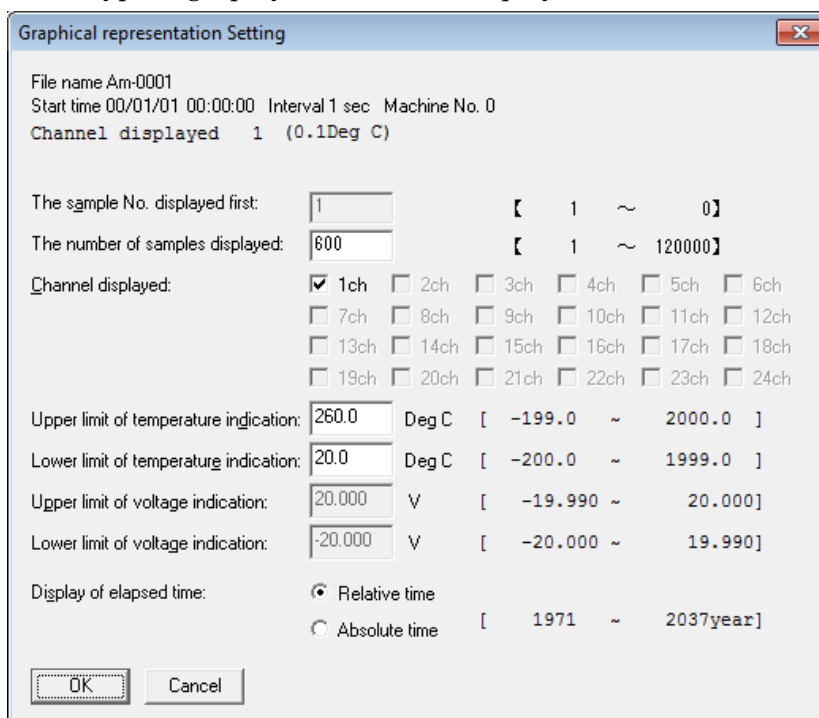 Graphical representation Setting
File name Am-0001
Start time 00/01/01 00:00:00 Interval 1 sec Machine No. 0
Channel displayed 1 (0.1Deg C)
The sample No. displayed first: 1 【 1 ～ 0】
The number of samples displayed: 600 【 1 ～ 120000】
Channel displayed: 1ch 2ch 3ch 4ch 5ch 6ch
7ch 8ch 9ch 10ch 11ch 12ch
13ch 14ch 15ch 16ch 17ch 18ch
19ch 20ch 21ch 22ch 23ch 24ch
Upper limit of temperature indication: 260.0 Deg C [ -199.0 ~ 2000.0 ]
Lower limit of temperature indication: 20.0 Deg C [ -200.0 ~ 1999.0 ]
Upper limit of voltage indication: 20.000 V [ -19.990 ~ 20.000]
Lower limit of voltage indication: -20.000 V [ -20.000 ~ 19.990]
Display of elapsed time: Relative time
Absolute time [ 1971 ~ 2037year]
OK Cancel